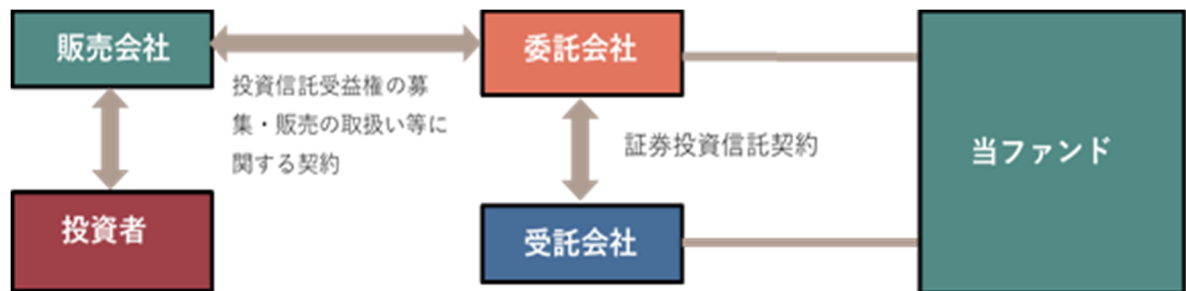 販売会社
委託会社
投資信託受益権の募
集・販売の取扱い等に
関する契約
証券投資信託契約
当ファンド
投資者
受託会社